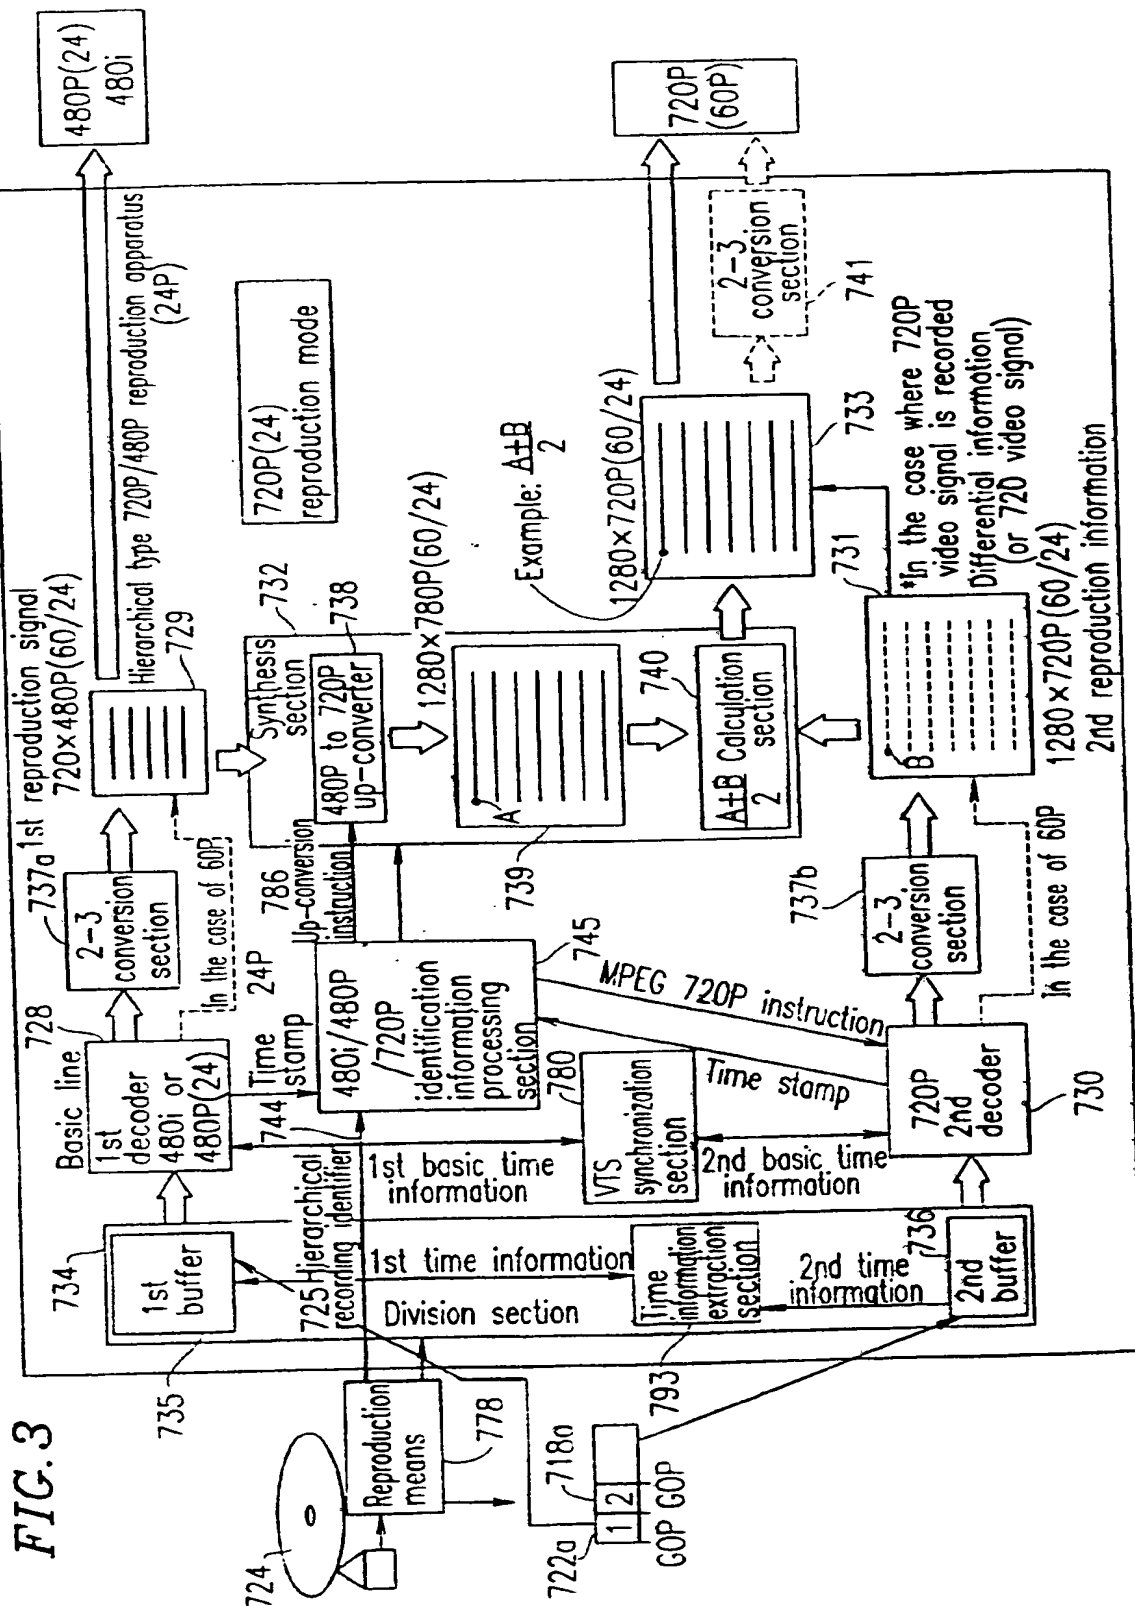 FIG.3
724
Reproduction
means
778
722a
1
2
718a
GOP
GOP
735
734
1st
buffer
725 Hierarchical
recording identifier
Division section
1st time information
Time
information
extraction
section
793
2nd time
information
736
2nd
buffer
Basic line
728
1st
decoder
480i or
480P(24)
Time
stamp
744
1st basic time
information
VTS
synchronization
section
780
2nd basic time
information
720P
2nd
decoder
730
Time stamp
MPEG 720P instruction
480i/480P
/720P
identification
information
processing
section
745
24P
In the case of 60P
737a
2-3
conversion
section
786
Up-conversion
instruction
737b
2-3
conversion
section
In the case of 60P
1st reproduction signal
720×480P(60/24)
729
Hierarchical type 720P/480P reproduction apparatus
(24P)
480P(24)
480i
720P(24)
reproduction mode
Synthesis
section
732
480P to 720P
up-converter
738
1280×780P(60/24)
A
739
740
A+B
2
Calculation
section
Example: A+B
2
1280×720P(60/24)
733
2-3
conversion
section
741
720P
(60P)
731
B
*In the case where 720P
video signal is recorded
Differential information
(or 720 video signal)
1280×720P(60/24)
2nd reproduction information